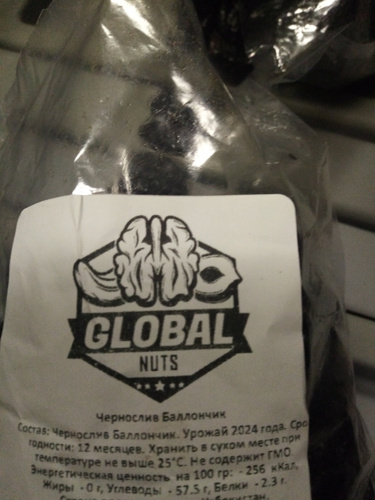 GLOBAL
NUTS
Чернослив Баллончик
Состав: Чернослив Баллончик. Урожай 2024 года. Сро
годности: 12 месяцев. Хранить в сухом месте при
температуре не выше 25°С. Не содержит ГМО.
Энергетическая ценность на 100 гр: - 256 кКал,
Жиры - 0 г, Углеводы - 57.5 г, Белки - 2.3 г.